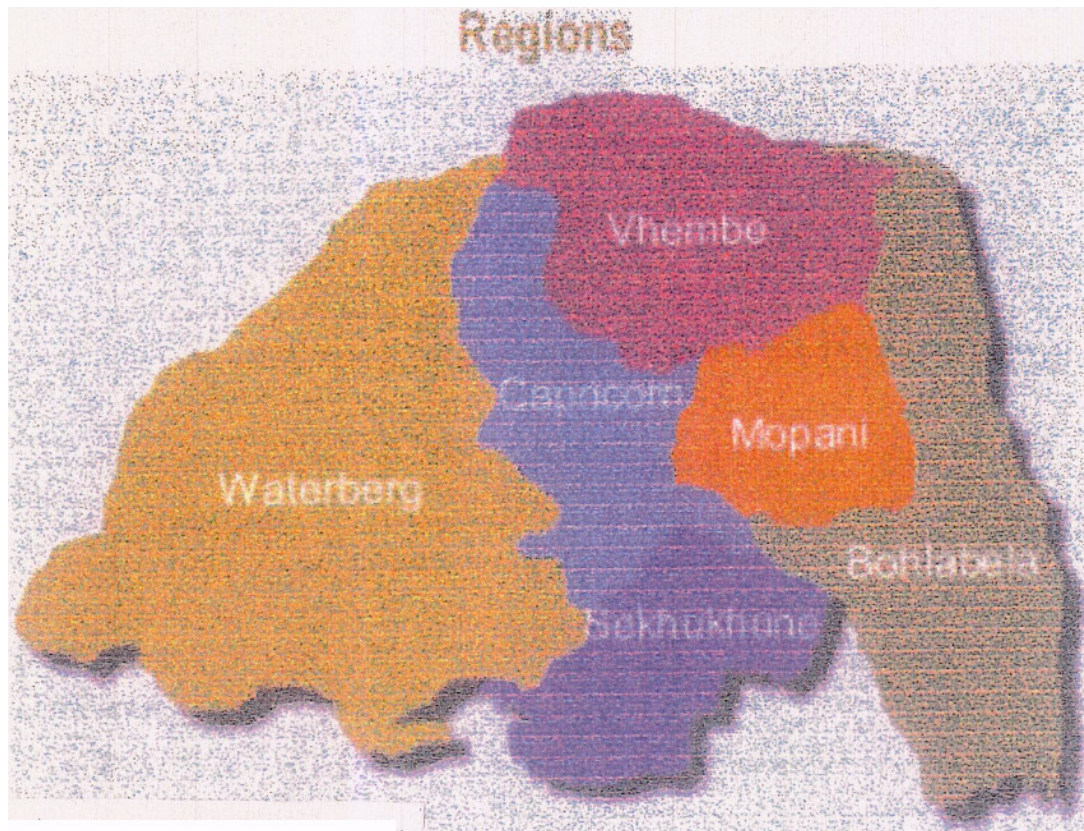 Regions
Vhembe
Capricorn
Mopani
Waterberg
Bohlabela
Sekhukhune